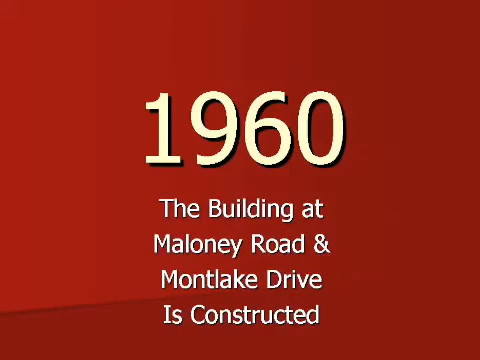 1960
The Building at
Maloney Road &
Montlake Drive
Is Constructed